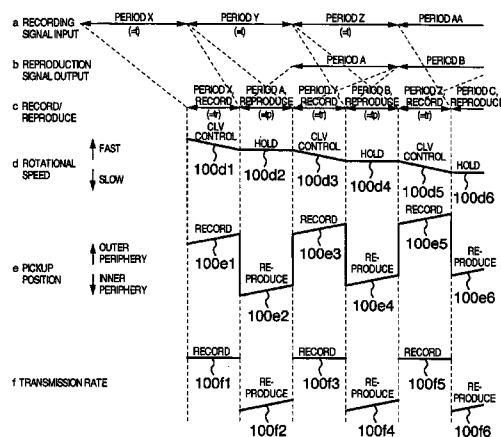 a RECORDING SIGNAL INPUT
PERIOD X
(=t)
PERIOD Y
(=t)
PERIOD Z
(=t)
PERIOD AA
b REPRODUCTION SIGNAL OUTPUT
PERIOD A
PERIOD B
c RECORD/ REPRODUCE
PERIOD X, RECORD
(=tr)
PERIOD A, REPRODUCE
(=tp)
PERIOD Y, RECORD
(=tr)
PERIOD B, REPRODUCE
(=tp)
PERIOD Z, RECORD
(=tr)
PERIOD C, REPRODUCE
d ROTATIONAL SPEED
FAST
SLOW
CLV CONTROL
100d1
HOLD
100d2
CLV CONTROL
100d3
HOLD
100d4
CLV CONTROL
100d5
HOLD
100d6
e PICKUP POSITION
OUTER PERIPHERY
INNER PERIPHERY
RECORD
100e1
100e2
RECORD
100e3
RE-PRODUCE
100e4
RECORD
100e5
RE-PRODUCE
100e6
f TRANSMISSION RATE
RECORD
100f1
RE-PRODUCE
100f2
RECORD
100f3
RE-PRODUCE
100f4
RECORD
100f5
RE-PRODUCE
100f6